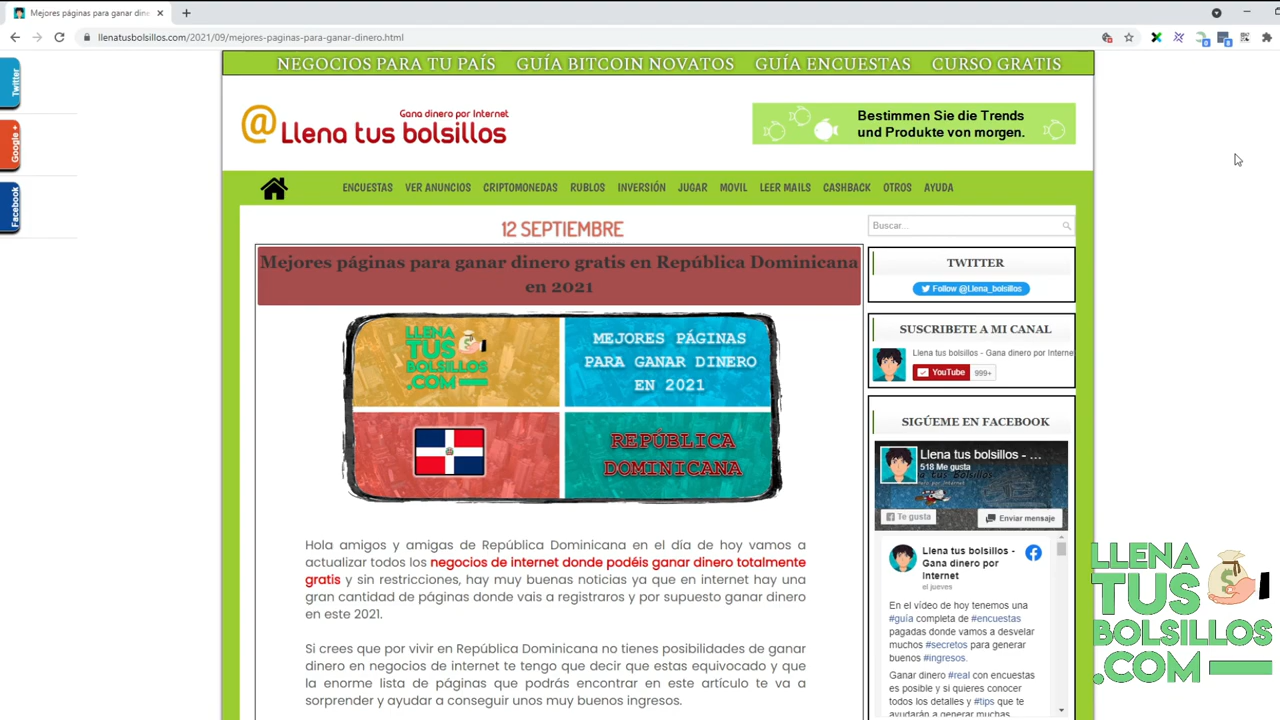 Mejores páginas para ganar dine
llenatusbolsillos.com/2021/09/mejores-paginas-para-ganar-dinero.html
Twitter
Google +
Facebook
NEGOCIOS PARA TU PAÍS GUÍA BITCOIN NOVATOS GUÍA ENCUESTAS CURSO GRATIS
@
Gana dinero por Internet
Llena tus bolsillos
Bestimmen Sie die Trends
und Produkte von morgen.
ENCUESTAS VER ANUNCIOS CRIPTOMONEDAS RUBLOS INVERSIÓN JUGAR MOVIL LEER MAILS CASHBACK OTROS AYUDA
12 SEPTIEMBRE
Mejores páginas para ganar dinero gratis en República Dominicana
en 2021
LLENA
TUS
BOLSILLOS
.COM
MEJORES PÁGINAS
PARA GANAR DINERO
EN 2021
REPÚBLICA
DOMINICANA
Hola amigos y amigas de República Dominicana en el día de hoy vamos a
actualizar todos los negocios de internet donde podéis ganar dinero totalmente
gratis y sin restricciones, hay muy buenas noticias ya que en internet hay una
gran cantidad de páginas donde vais a registraros y por supuesto ganar dinero
en este 2021.
Si crees que por vivir en República Dominicana no tienes posibilidades de ganar
dinero en negocios de internet te tengo que decir que estas equivocado y que
la enorme lista de páginas que podrás encontrar en este artículo te va a
sorprender y ayudar a conseguir unos muy buenos ingresos.
Buscar...
TWITTER
Follow @Llena_bolsillos
SUSCRIBETE A MI CANAL
Llena tus bolsillos - Gana dinero por Interne
YouTube 999+
SIGÚEME EN FACEBOOK
Llena tus bolsillos - ...
518 Me gusta
Te gusta
Enviar mensaje
Llena tus bolsillos -
Gana dinero por
Internet
el jueves
En el vídeo de hoy tenemos una
#guía completa de #encuestas
pagadas donde vamos a desvelar
muchos #secretos para generar
buenos #ingresos.
Ganar dinero #real con encuestas
es posible y si quieres conocer
todos los detalles y #tips que te
ayudarán a generar muchas
LLENA
TUS
BOLSILLOS
.COM